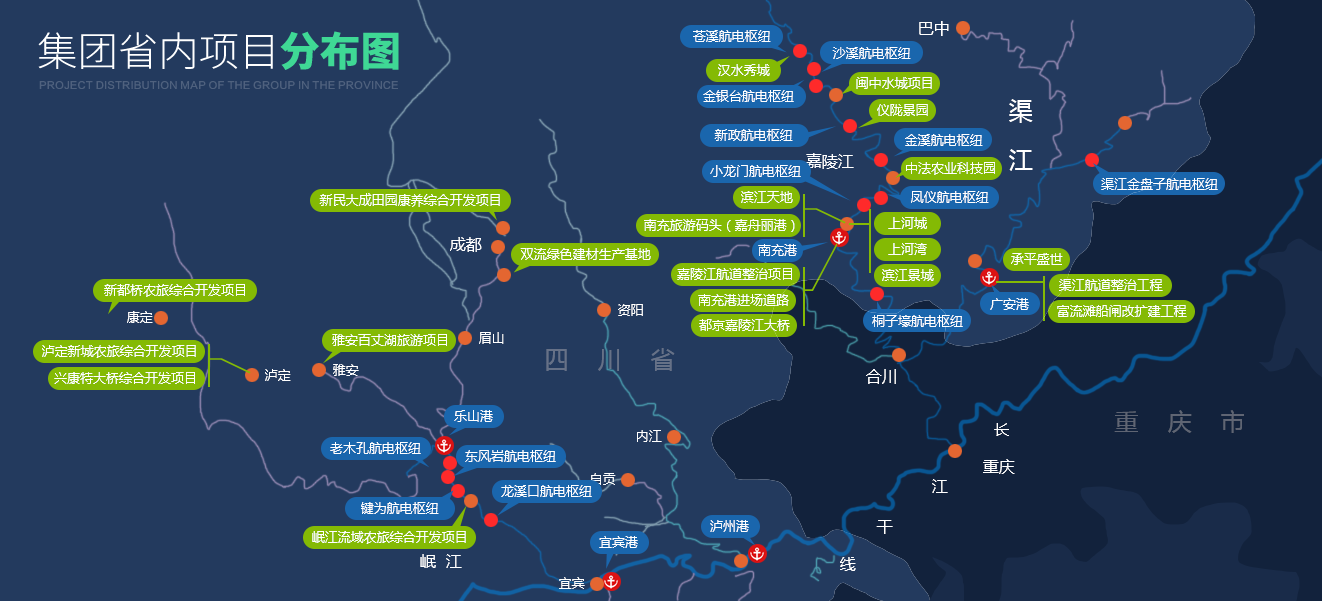 集团省内项目分布图
PROJECT DISTRIBUTION MAP OF THE GROUP IN THE PROVINCE
苍溪航电枢纽
巴中
沙溪航电枢纽
汉水秀城
阆中水城项目
金银台航电枢纽
仪陇景园
渠江
新政航电枢纽
金溪航电枢纽
嘉陵江
小龙门航电枢纽
中法农业科技园
渠江金盘子航电枢纽
凤仪航电枢纽
滨江天地
新民大成田园康养综合开发项目
南充旅游码头（嘉舟丽港）
上河城
成都
南充港
上河湾
双流绿色建材生产基地
承平盛世
嘉陵江航道整治项目
滨江景城
渠江航道整治工程
新都桥农旅综合开发项目
南充港进场道路
广安港
富流滩船闸改扩建工程
康定
资阳
都京嘉陵江大桥
桐子壕航电枢纽
雅安百丈湖旅游项目
眉山
泸定新城农旅综合开发项目
四川省
兴康特大桥综合开发项目
泸定
雅安
合川
乐山港
重庆市
长
内江
老木孔航电枢纽
东风岩航电枢纽
重庆
自贡
江
龙溪口航电枢纽
键为航电枢纽
泸州港
干
岷江流域农旅综合开发项目
宜宾港
岷江
线
宜宾